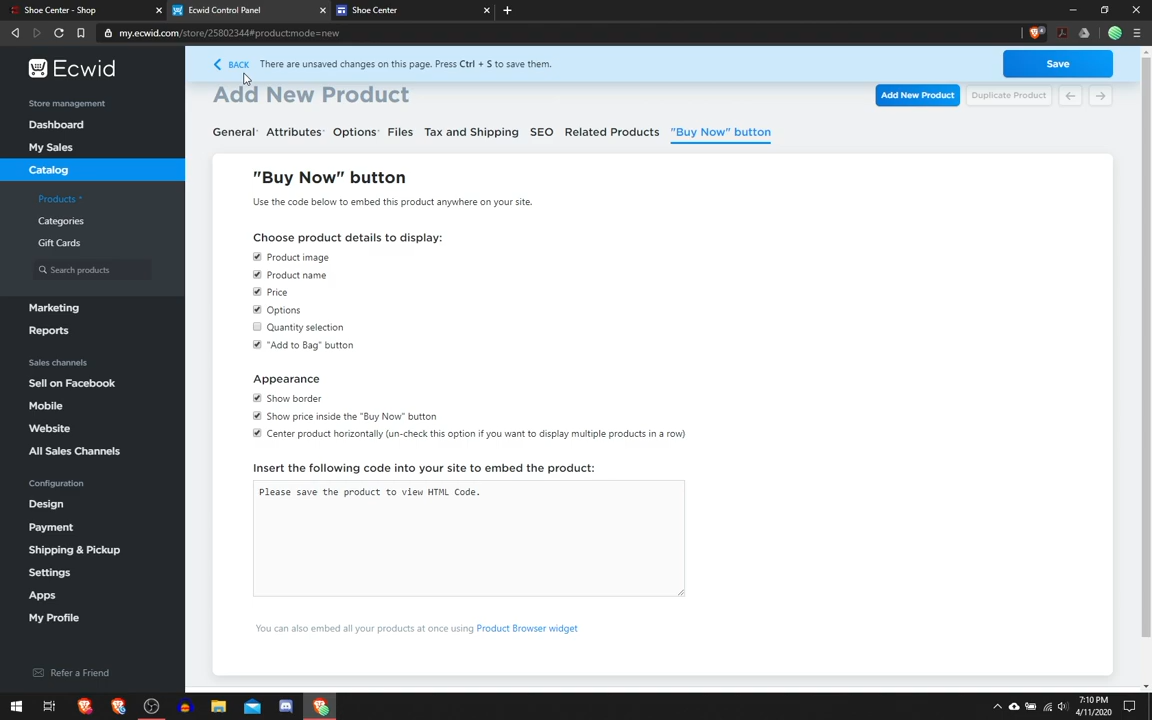 Shoe Center - Shop
Ecwid Control Panel
Shoe Center
my.ecwid.com/store/25802344#product:mode=new
Ecwid
BACK There are unsaved changes on this page. Press Ctrl + S to save them.
Save
Store management
Dashboard
My Sales
Catalog
Products *
Categories
Gift Cards
Search products
Marketing
Reports
Sales channels
Sell on Facebook
Mobile
Website
All Sales Channels
Configuration
Design
Payment
Shipping & Pickup
Settings
Apps
My Profile
Refer a Friend
Add New Product
Add New Product
Duplicate Product
General* Attributes* Options* Files Tax and Shipping SEO Related Products "Buy Now" button
"Buy Now" button
Use the code below to embed this product anywhere on your site.
Choose product details to display:
Product image
Product name
Price
Options
Quantity selection
"Add to Bag" button
Appearance
Show border
Show price inside the "Buy Now" button
Center product horizontally (un-check this option if you want to display multiple products in a row)
Insert the following code into your site to embed the product:
Please save the product to view HTML Code.
You can also embed all your products at once using Product Browser widget
7:10 PM
4/11/2020